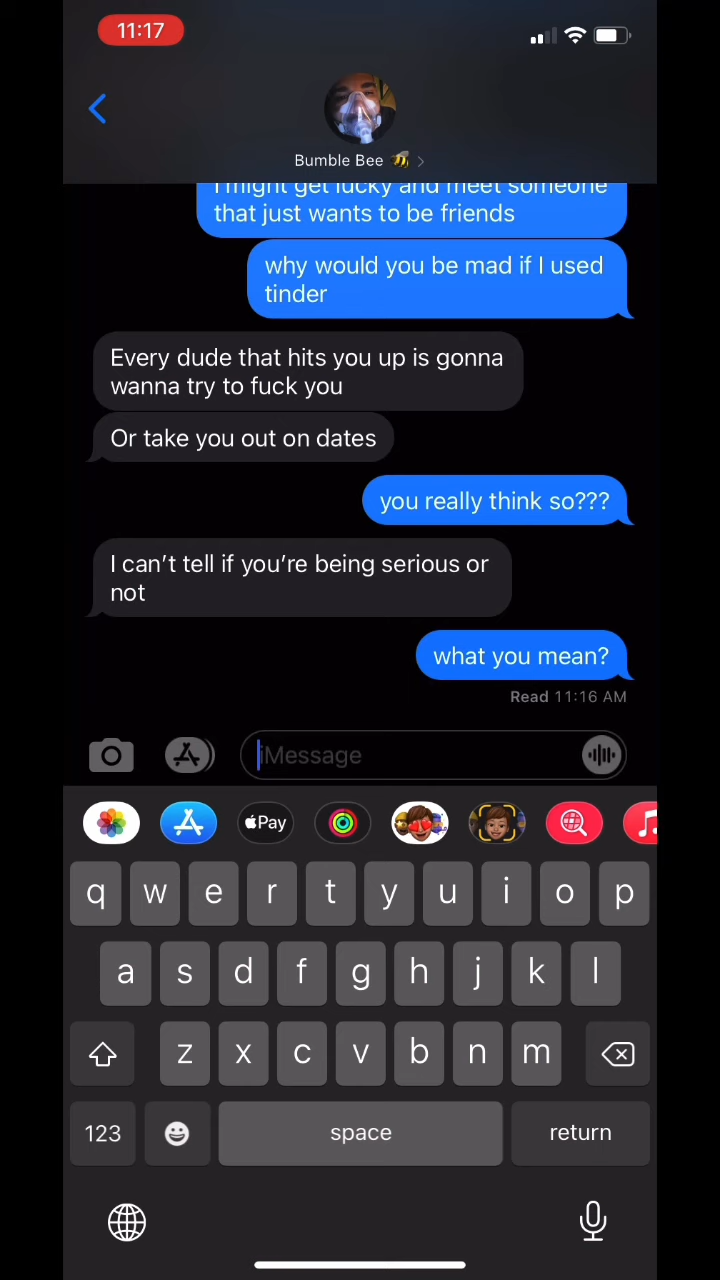 11:17
Bumble Bee 🐝 >
I might get lucky and meet someone
that just wants to be friends
why would you be mad if I used
tinder
Every dude that hits you up is gonna
wanna try to fuck you
Or take you out on dates
you really think so???
I can't tell if you're being serious or
not
what you mean?
Read 11:16 AM
iMessage
Pay
q w e r t y u i o p
a s d f g h j k l
z x c v b n m
123 space return